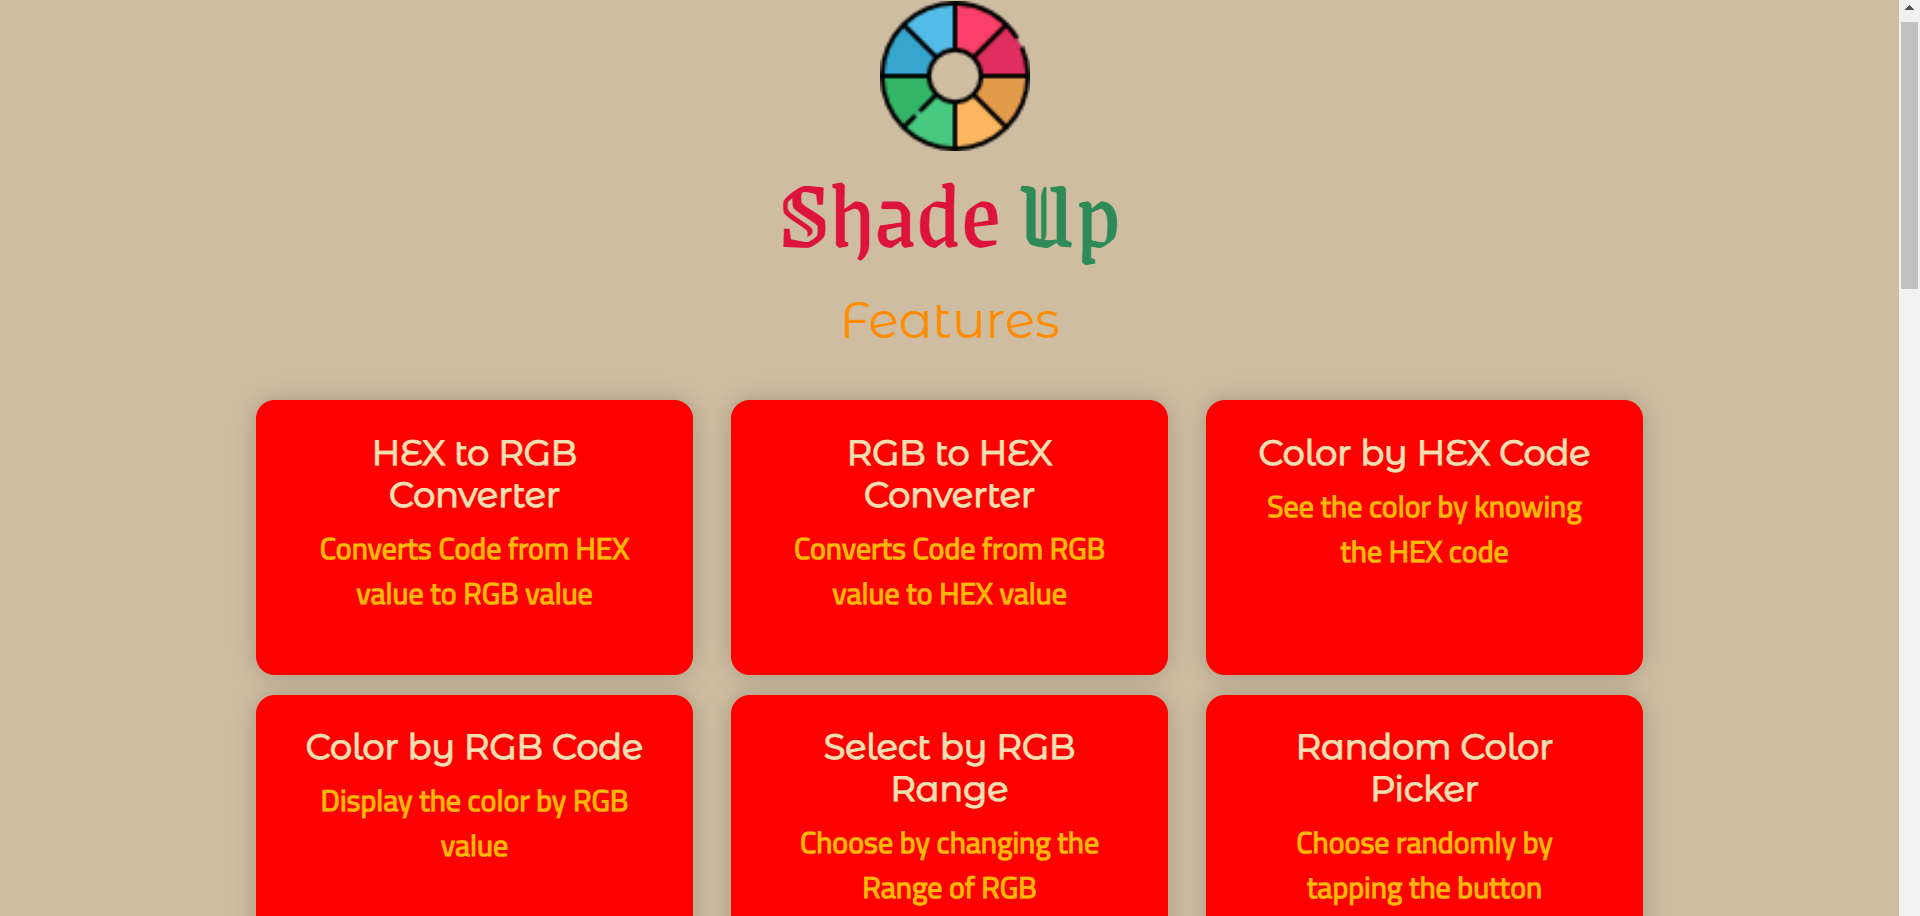 Shade Up
Features
HEX to RGB
Converter
Converts Code from HEX
value to RGB value
RGB to HEX
Converter
Converts Code from RGB
value to HEX value
Color by HEX Code
See the color by knowing
the HEX code
Color by RGB Code
Display the color by RGB
value
Select by RGB
Range
Choose by changing the
Range of RGB
Random Color
Picker
Choose randomly by
tapping the button